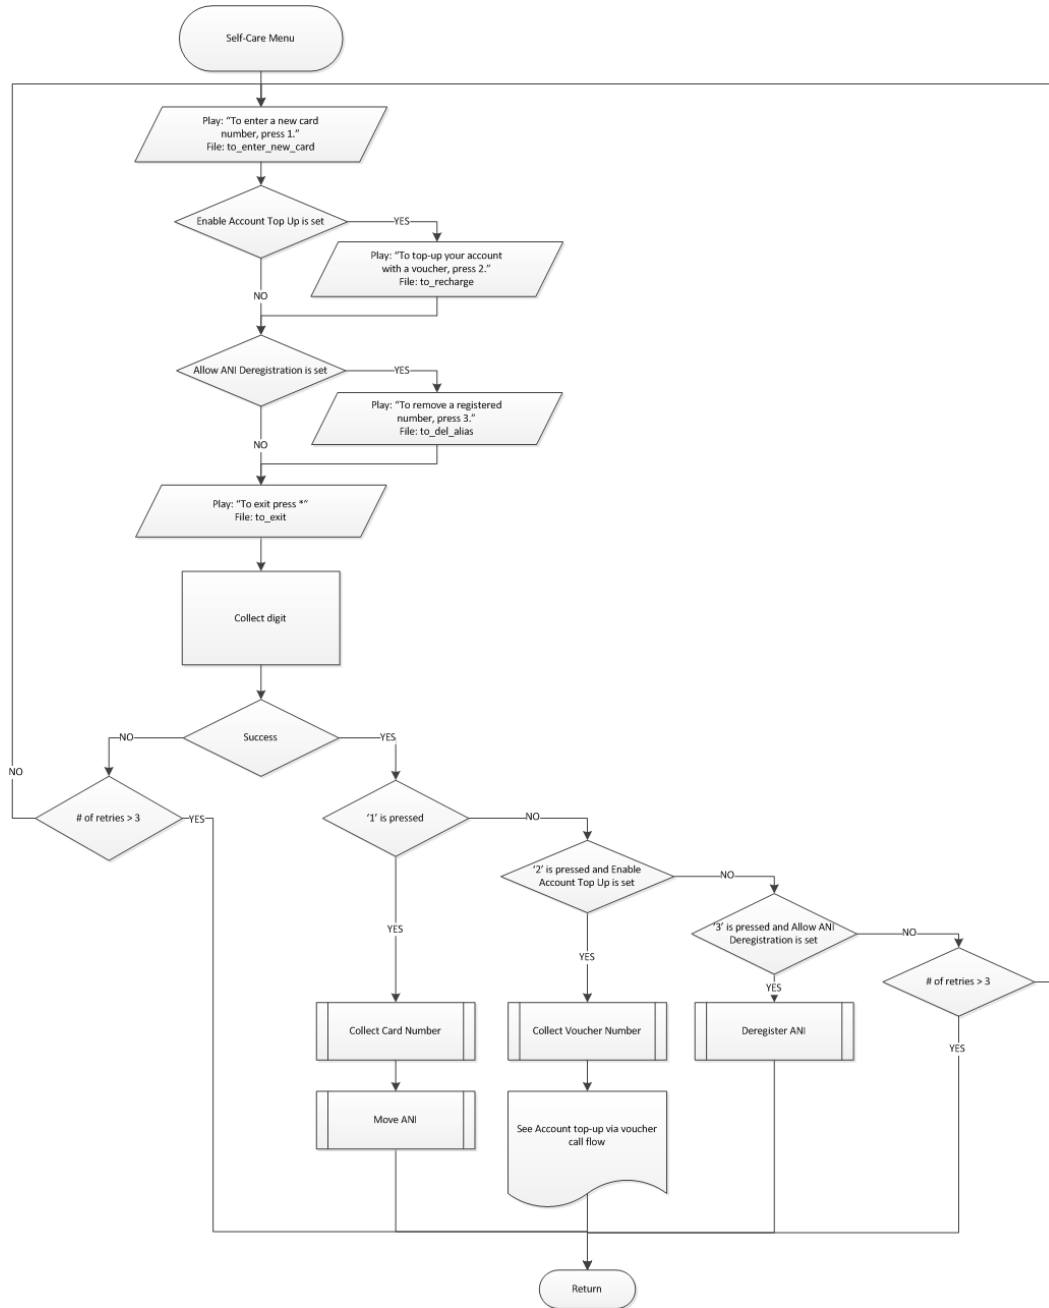 Self-Care Menu
Play: “To enter a new card
number, press 1.”
File: to_enter_new_card
Enable Account Top Up is set
YES
Play: “To top-up your account
with a voucher, press 2.”
File: to_recharge
NO
Allow ANI Deregistration is set
YES
Play: “To remove a registered
number, press 3.”
File: to_del_alias
NO
Play: “To exit press *”
File: to_exit
Collect digit
Success
NO
YES
NO
# of retries > 3
YES
‘1’ is pressed
NO
‘2’ is pressed and Enable
Account Top Up is set
NO
‘3’ is pressed and Allow ANI
Deregistration is set
NO
# of retries > 3
YES
YES
YES
YES
Collect Card Number
Collect Voucher Number
Deregister ANI
Move ANI
See Account top-up via voucher
call flow
Return